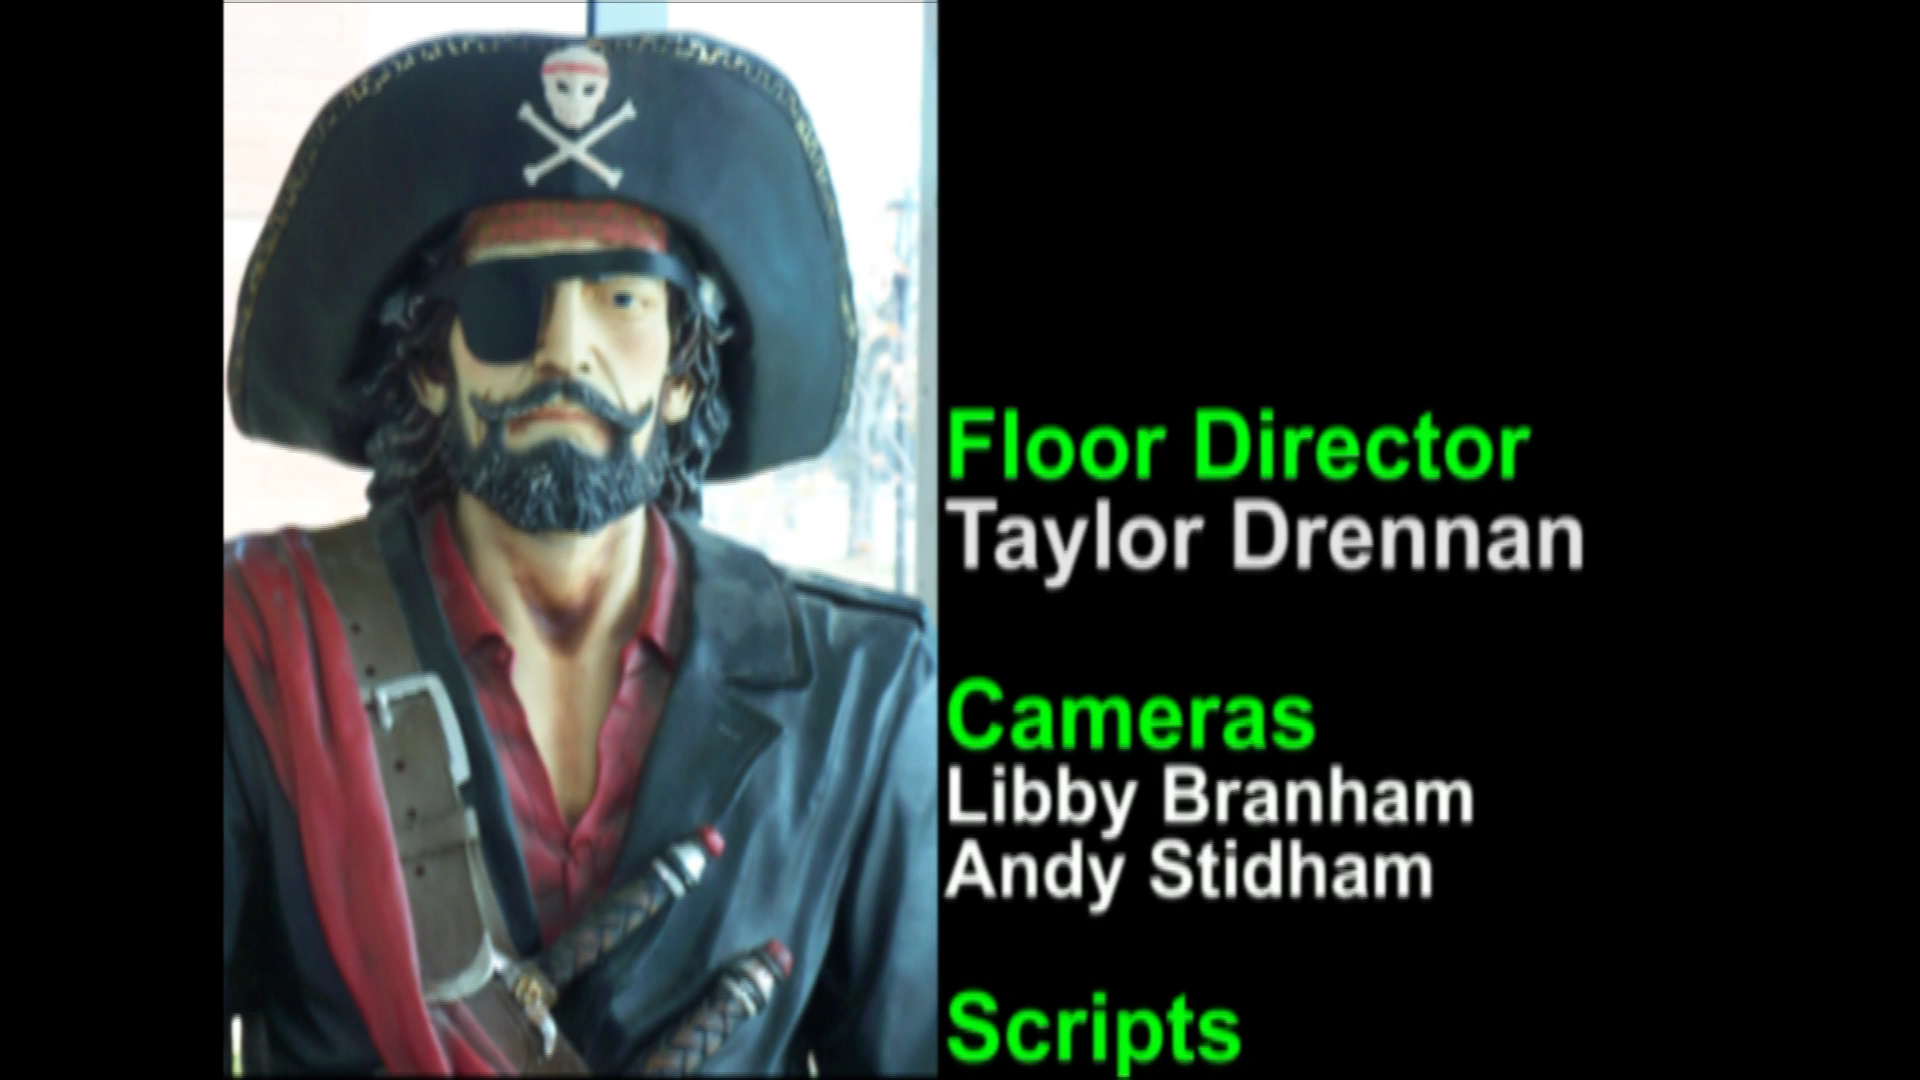 Floor Director
Taylor Drennan
Cameras
Libby Branham
Andy Stidham
Scripts